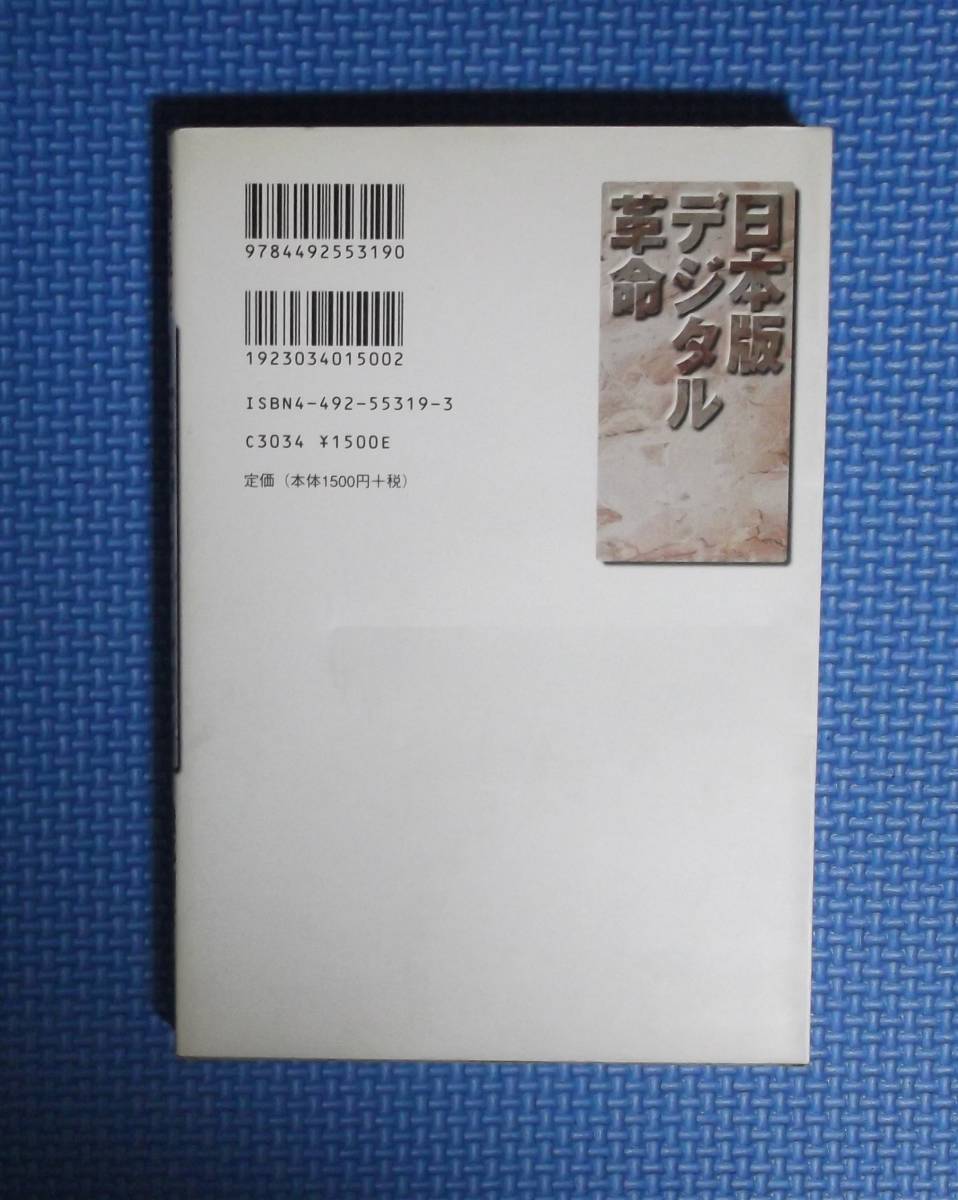 日本版
デジタル
革命
9784492553190
1923034015002
ISBN4-492-55319-3
C3034 ¥1500E
定価（本体1500円＋税）